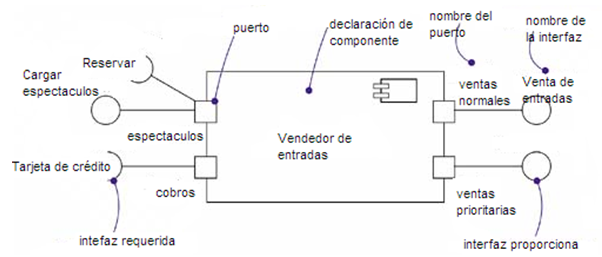 puerto
declaración de
componente
nombre del
puerto
nombre de
la interfaz
Reservar
Cargar
espectaculos
espectaculos
Vendedor de
entradas
ventas
normales
Venta de
entradas
Tarjeta de crédito
cobros
ventas
prioritarias
intefaz requerida
interfaz proporciona